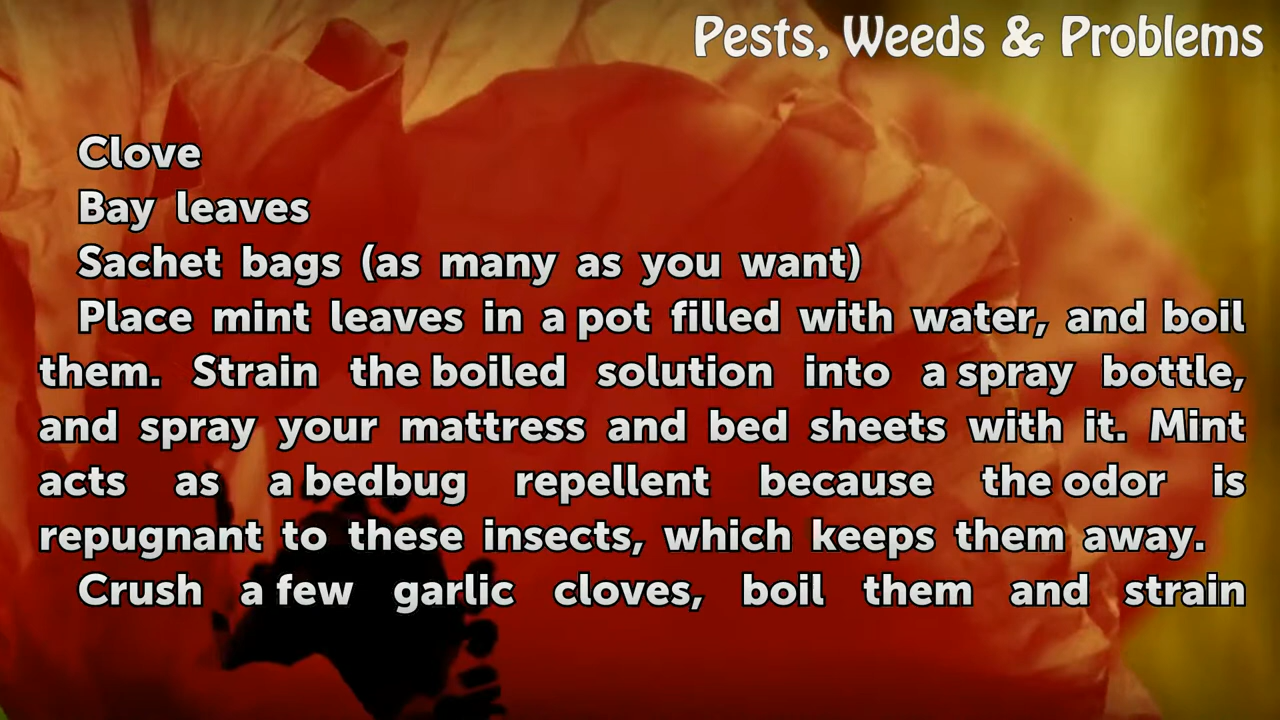 Pests, Weeds & Problems
Clove
Bay leaves
Sachet bags (as many as you want)
Place mint leaves in a pot filled with water, and boil
them. Strain the boiled solution into a spray bottle,
and spray your mattress and bed sheets with it. Mint
acts as a bedbug repellent because the odor is
repugnant to these insects, which keeps them away.
Crush a few garlic cloves, boil them and strain